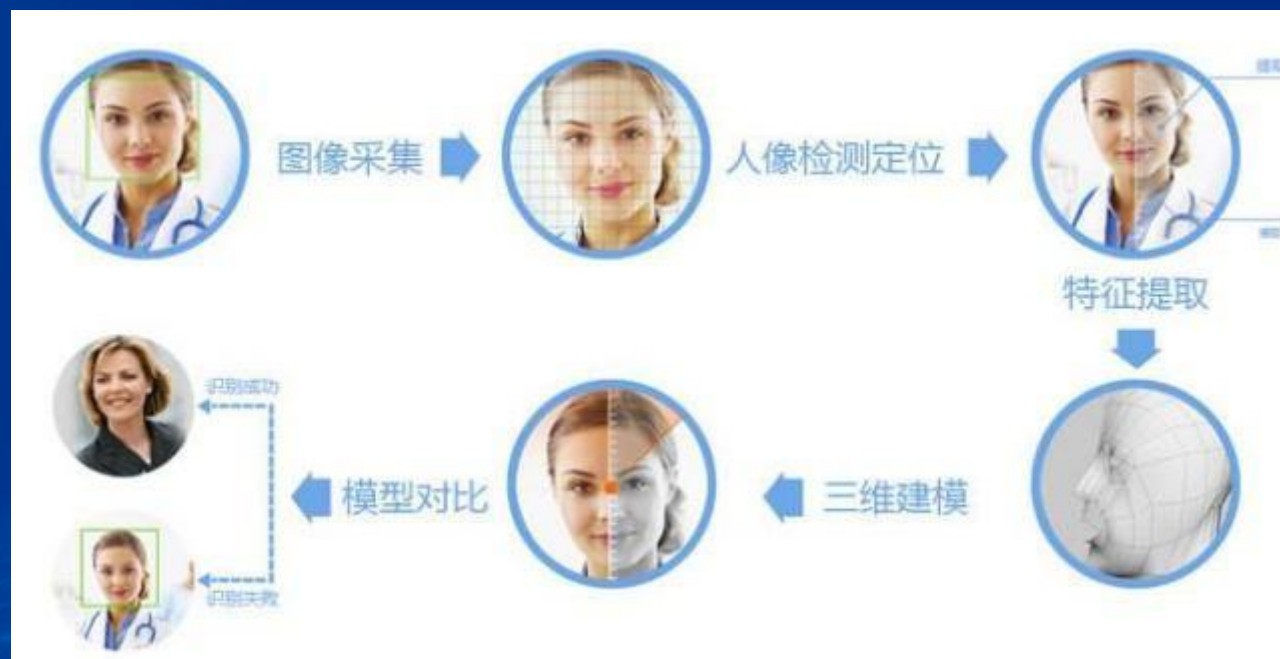 图像采集
人像检测定位
特征提取
三维建模
模型对比
识别成功
识别失败